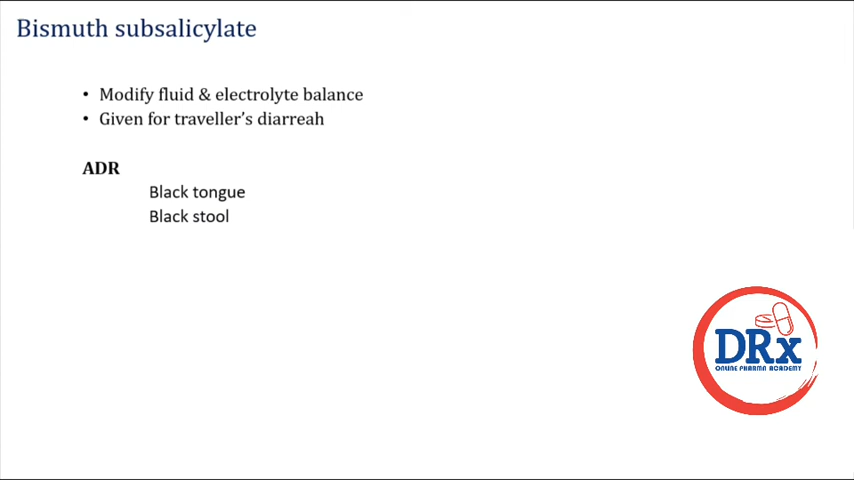 Bismuth subsalicylate
• Modify fluid & electrolyte balance
• Given for traveller's diarreah
ADR
Black tongue
Black stool
DRx
ONLINE PHARMA ACADEMY